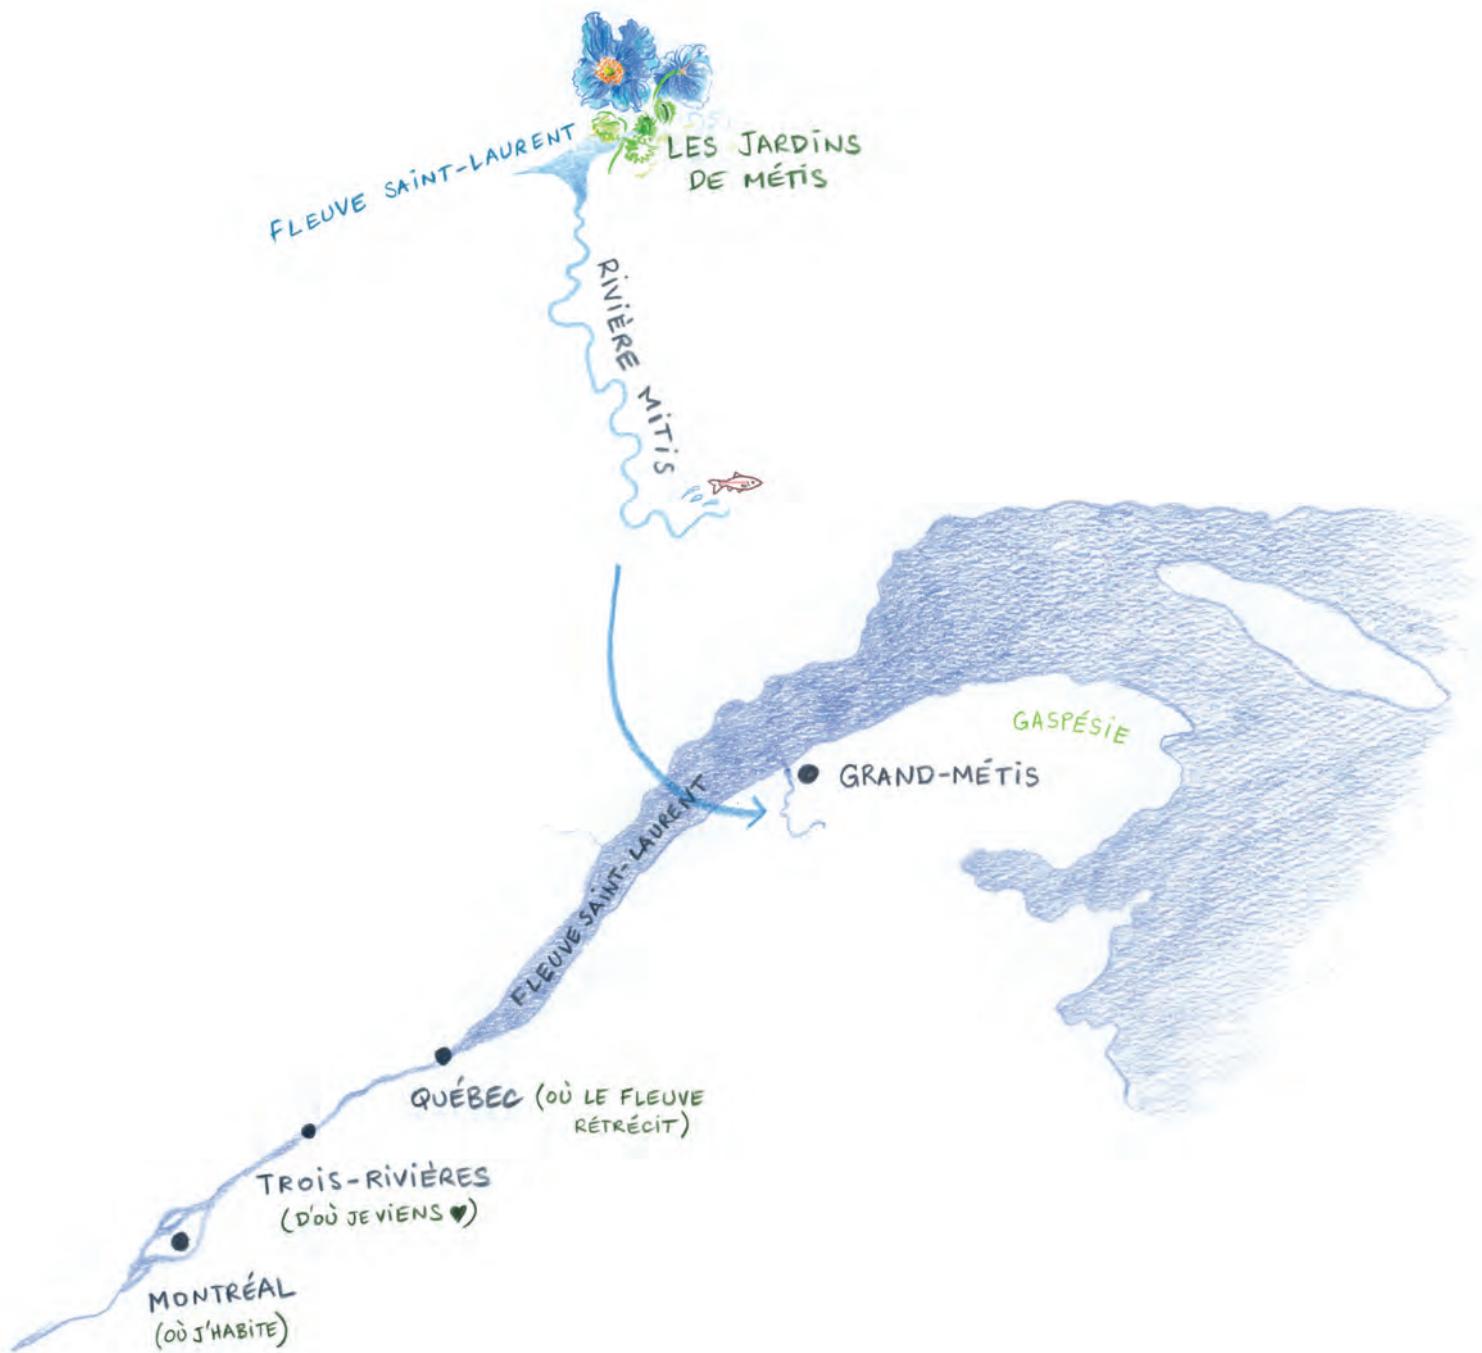 FLEUVE SAINT-LAURENT
LES JARDINS
DE MÉTIS
RIVIÈRE MITIS
GASPÉSIE
GRAND-MÉTIS
FLEUVE SAINT-LAURENT
QUÉBEC (OÙ LE FLEUVE
RÉTRÉCIT)
TROIS-RIVIÈRES
(D'OÙ JE VIENS ♥)
MONTRÉAL
(OÙ J'HABITE)